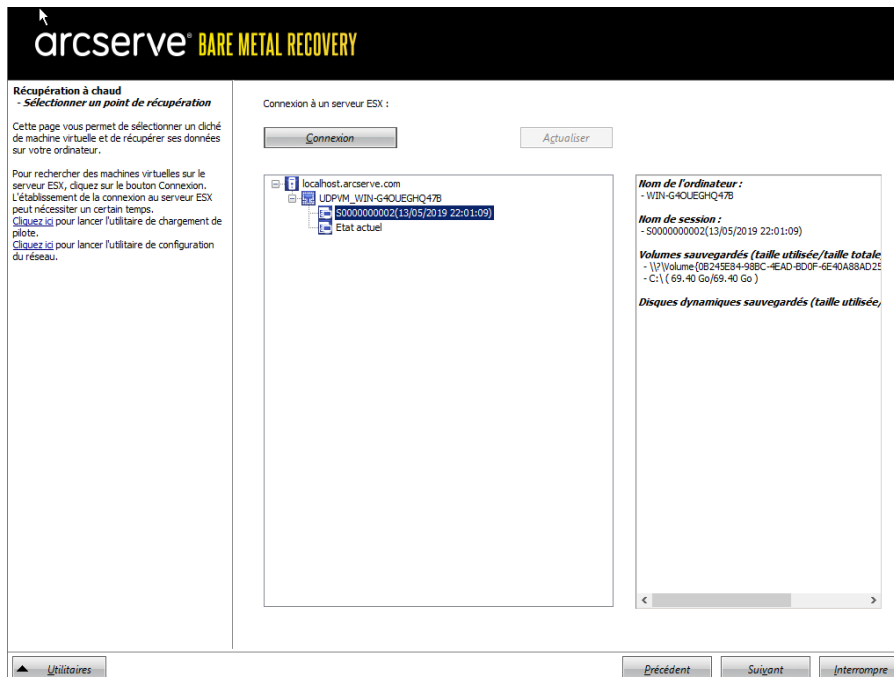 arcserve® BARE METAL RECOVERY
Récupération à chaud
- Sélectionner un point de récupération
Cette page vous permet de sélectionner un cliché
de machine virtuelle et de récupérer ses données
sur votre ordinateur.
Pour rechercher des machines virtuelles sur le
serveur ESX, cliquez sur le bouton Connexion.
L'établissement de la connexion au serveur ESX
peut nécessiter un certain temps.
Cliquez ici pour lancer l'utilitaire de chargement de
pilote.
Cliquez ici pour lancer l'utilitaire de configuration
du réseau.
Connexion à un serveur ESX :
Connexion
Actualiser
localhost.arcserve.com
UDPVM_WIN-G4OUEGHQ47B
S0000000002(13/05/2019 22:01:09)
Etat actuel
Nom de l'ordinateur :
- WIN-G4OUEGHQ47B
Nom de session :
- S0000000002(13/05/2019 22:01:09)
Volumes sauvegardés (taille utilisée/taille totale
- \\?\Volume{0B245E84-98BC-4EAD-BD0F-6E40A88AD25
- C:\ ( 69.40 Go/69.40 Go )
Disques dynamiques sauvegardés (taille utilisée/
Utilitaires
Précédent
Suivant
Interrompre